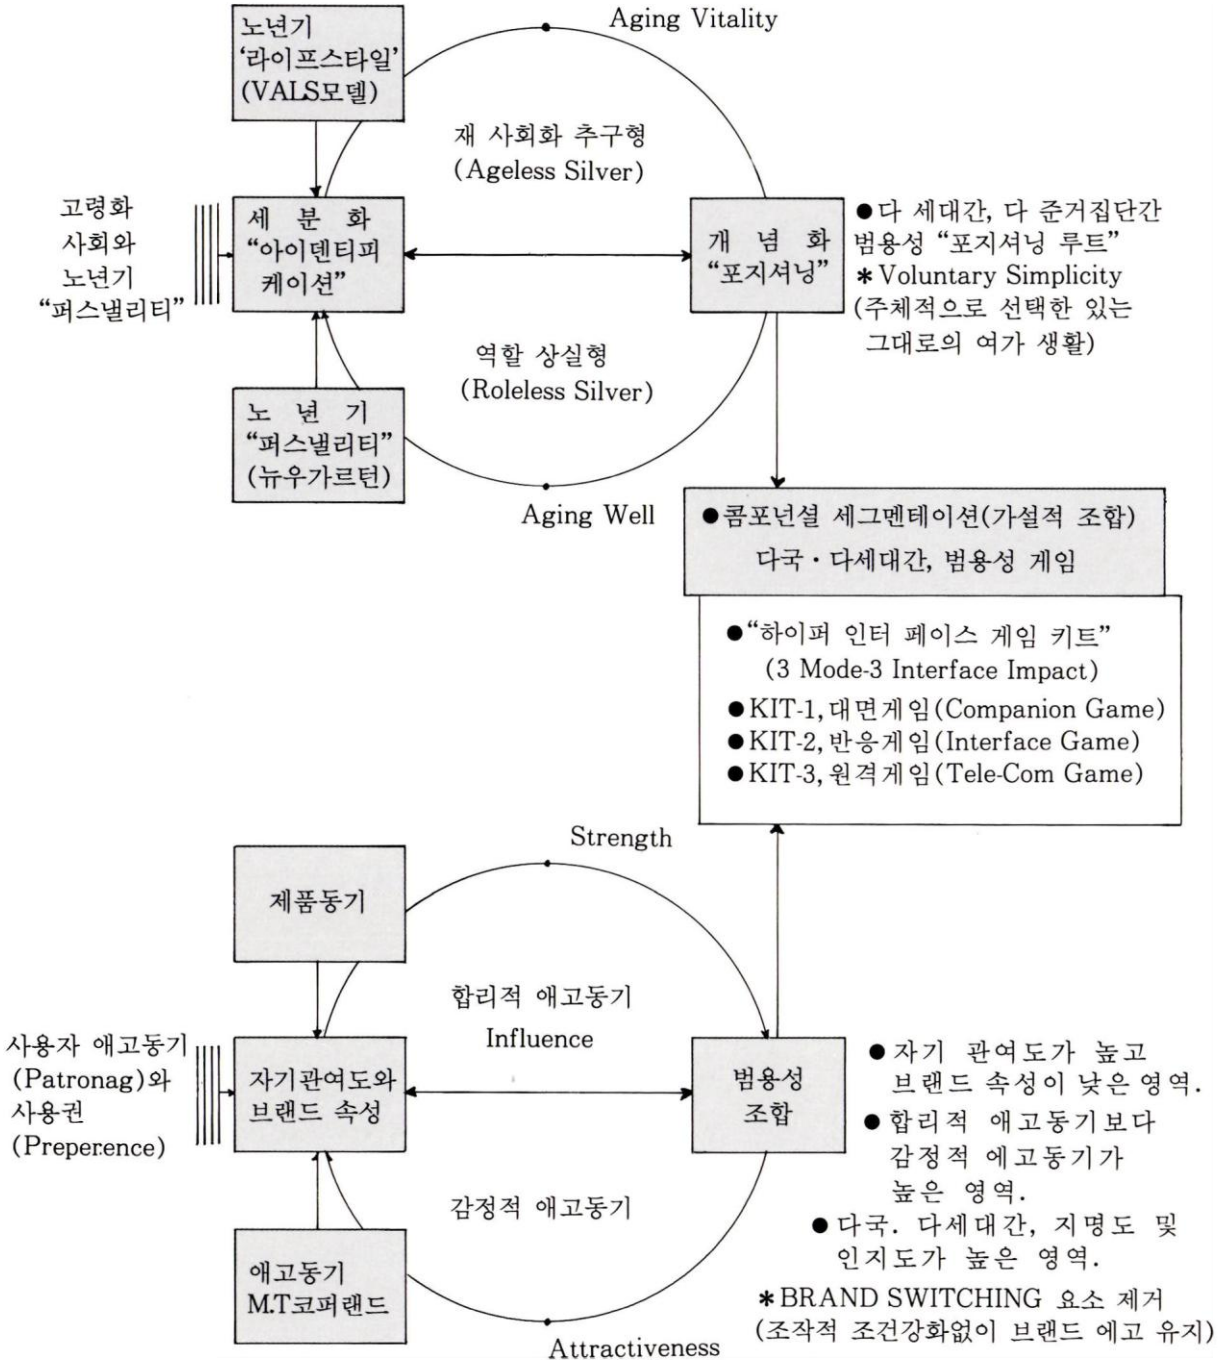 Aging Vitality
노년기
‘라이프스타일’
(VALS모델)
재 사회화 추구형
(Ageless Silver)
고령화
사회와
노년기
“퍼스낼리티”
세 분 화
“아이덴티피
케이션”
개 념 화
“포지셔닝”
●다 세대간, 다 준거집단간
범용성 “포지셔닝 루트”
＊Voluntary Simplicity
(주체적으로 선택한 있는
그대로의 여가 생활)
역할 상실형
(Roleless Silver)
노 년 기
“퍼스낼리티”
(뉴우가르턴)
Aging Well
●콤포넌셜 세그멘테이션(가설적 조합)
다국·다세대간, 범용성 게임
●“하이퍼 인터 페이스 게임 키트”
(3 Mode-3 Interface Impact)
●KIT-1, 대면게임(Companion Game)
●KIT-2, 반응게임(Interface Game)
●KIT-3, 원격게임(Tele-Com Game)
Strength
제품동기
합리적 애고동기
Influence
사용자 애고동기
(Patronag)와
사용권
(Preper.ence)
자기관여도와
브랜드 속성
범용성
조합
●자기 관여도가 높고
브랜드 속성이 낮은 영역.
●합리적 애고동기보다
감정적 에고동기가
높은 영역.
●다국. 다세대간, 지명도 및
인지도가 높은 영역.
＊BRAND SWITCHING 요소 제거
(조작적 조건강화없이 브랜드 에고 유지)
감정적 애고동기
애고동기
M.T코퍼랜드
Attractiveness